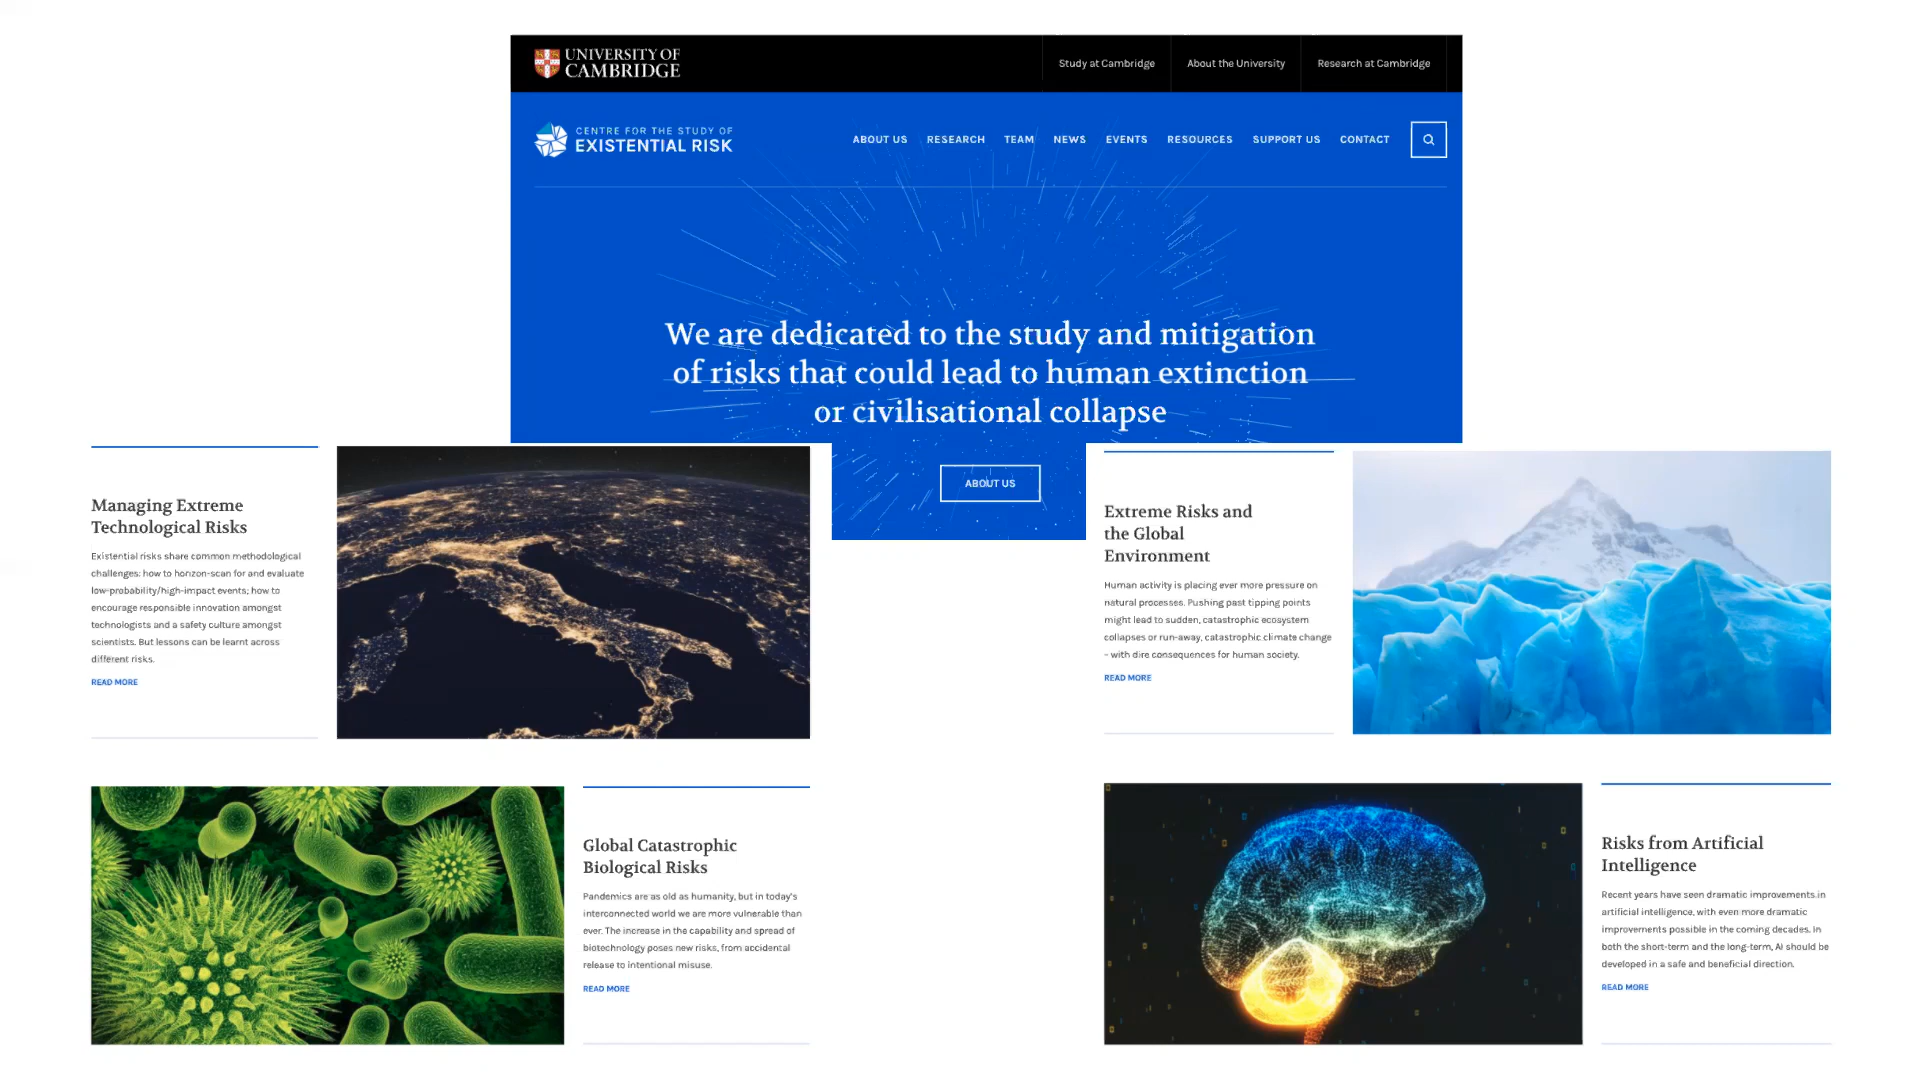 UNIVERSITY OF
CAMBRIDGE
Study at Cambridge
About the University
Research at Cambridge
CENTRE FOR THE STUDY OF
EXISTENTIAL RISK
ABOUT US
RESEARCH
TEAM
NEWS
EVENTS
RESOURCES
SUPPORT US
CONTACT
We are dedicated to the study and mitigation
of risks that could lead to human extinction
or civilisational collapse
ABOUT US
Managing Extreme
Technological Risks
Existential risks share common methodological
challenges: how to horizon-scan for and evaluate
low-probability/high-impact events; how to
encourage responsible innovation amongst
technologists and a safety culture amongst
scientists. But lessons can be learnt across
different risks.
READ MORE
Extreme Risks and
the Global
Environment
Human activity is placing ever more pressure on
natural processes. Pushing past tipping points
might lead to sudden, catastrophic ecosystem
collapses or run-away, catastrophic climate change
– with dire consequences for human society.
READ MORE
Global Catastrophic
Biological Risks
Pandemics are as old as humanity, but in today's
interconnected world we are more vulnerable than
ever. The increase in the capability and spread of
biotechnology poses new risks, from accidental
release to intentional misuse.
READ MORE
Risks from Artificial
Intelligence
Recent years have seen dramatic improvements in
artificial intelligence, with even more dramatic
improvements possible in the coming decades. In
both the short-term and the long-term, AI should be
developed in a safe and beneficial direction.
READ MORE